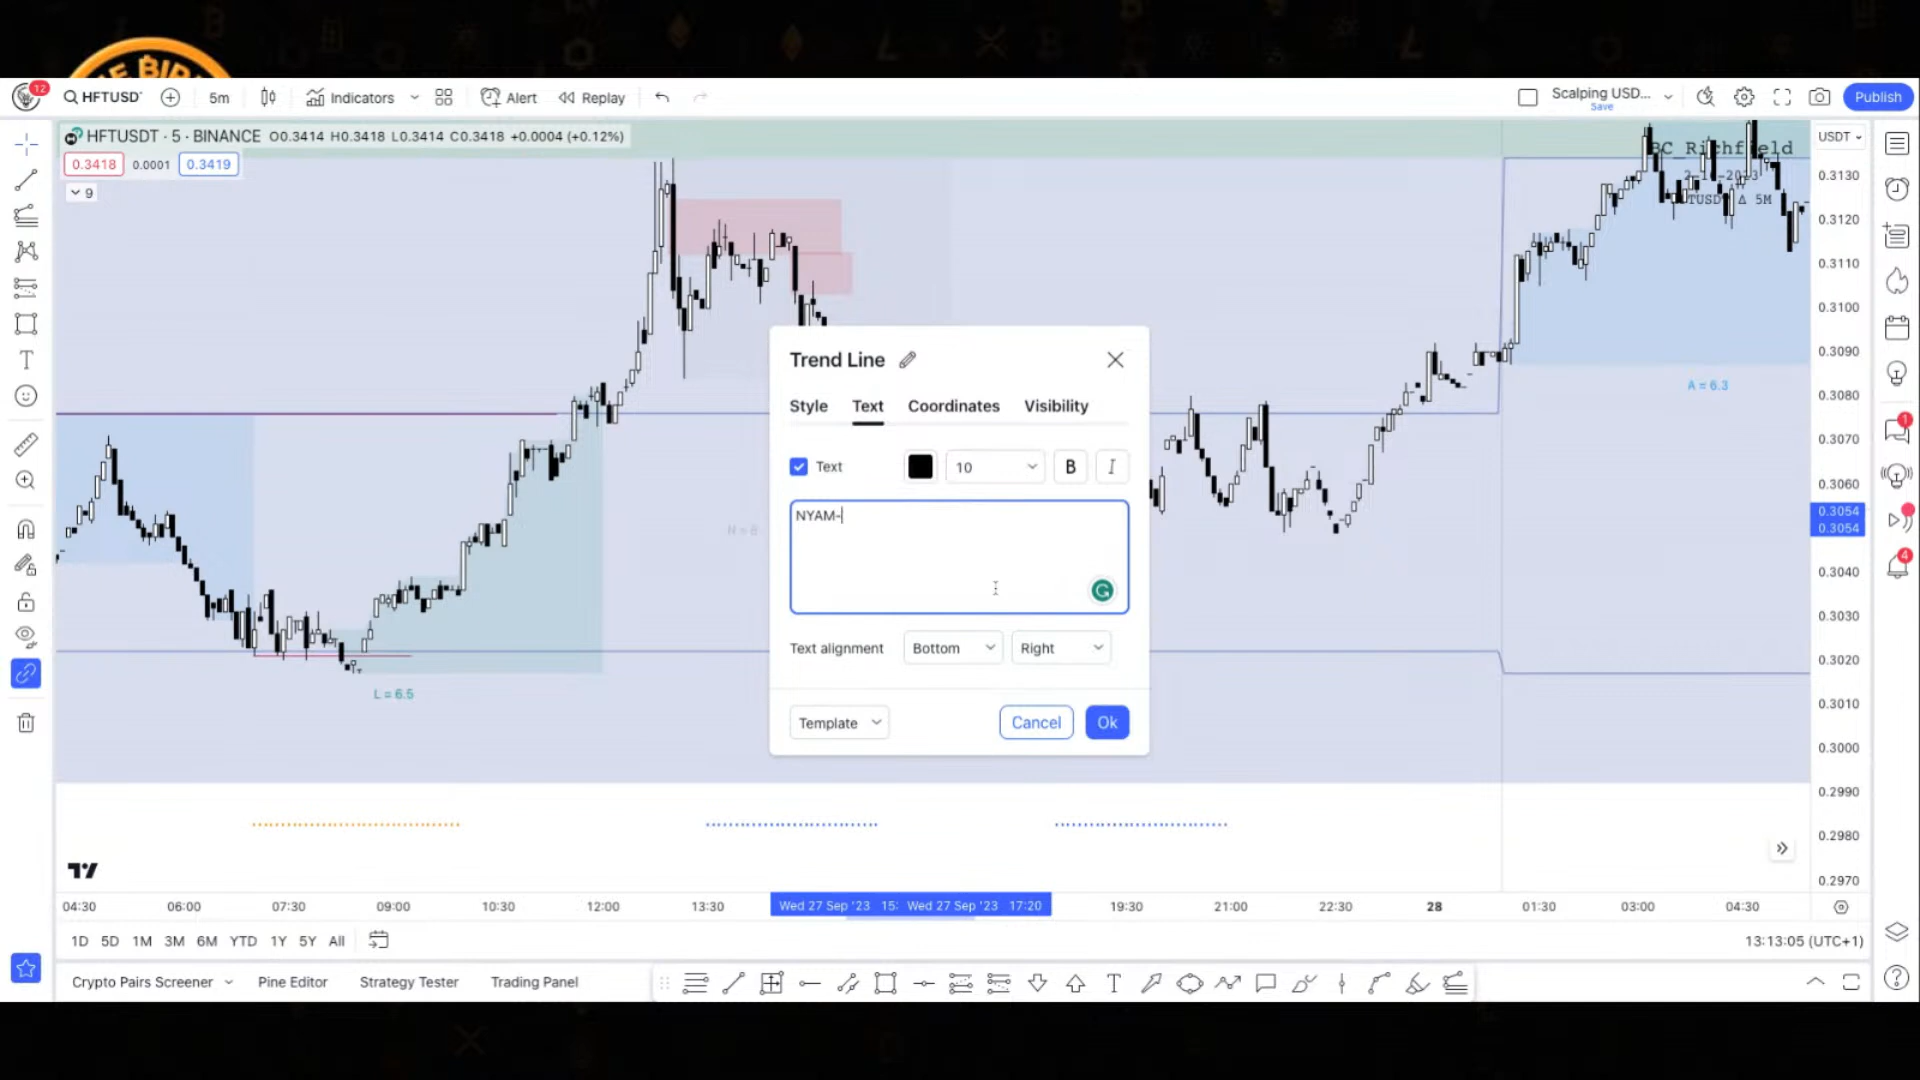 12
HFTUSDT
5m
Indicators
Alert
Replay
Scalping USD...
Save
Publish
HFTUSDT · 5 · BINANCE O0.3414 H0.3418 L0.3414 C0.3418 +0.0004 (+0.12%)
0.3418 0.0001 0.3419
9
BC_Richfield
5M
USDT
0.3130
0.3120
0.3110
0.3100
0.3090
0.3080
0.3070
0.3060
0.3054
0.3054
0.3040
0.3030
0.3020
0.3010
0.3000
0.2990
0.2980
0.2970
A = 6.3
N = 8
L = 6.5
Trend Line
Style Text Coordinates Visibility
Text
10
B
I
NYAM-
Text alignment
Bottom
Right
Template
Cancel
Ok
1
4
04:30 06:00 07:30 09:00 10:30 12:00 13:30 Wed 27 Sep '23 15: Wed 27 Sep '23 17:20 19:30 21:00 22:30 28 01:30 03:00 04:30
1D 5D 1M 3M 6M YTD 1Y 5Y All
13:13:05 (UTC+1)
Crypto Pairs Screener Pine Editor Strategy Tester Trading Panel